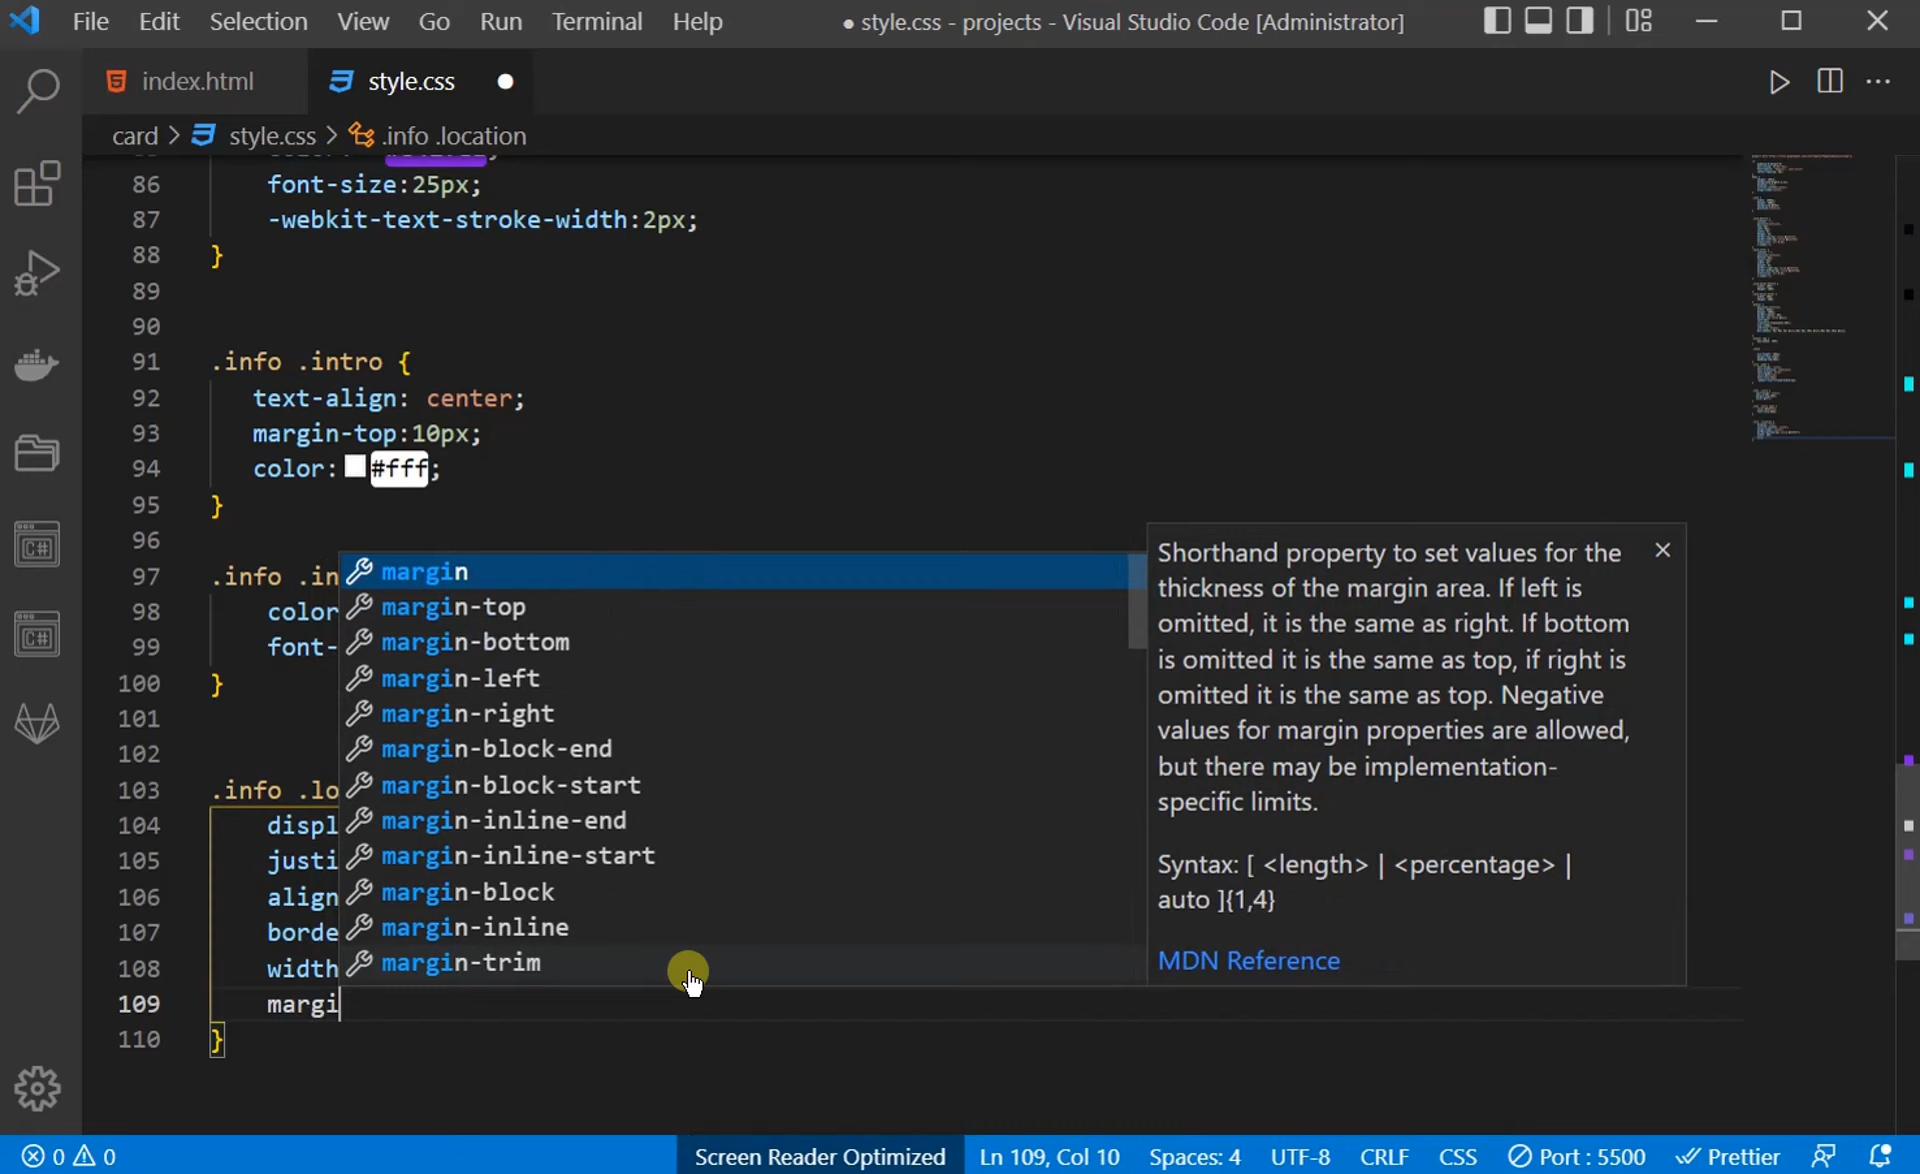 File Edit Selection View Go Run Terminal Help ● style.css - projects - Visual Studio Code [Administrator]
index.html style.css
card > style.css > .info .location
86 font-size:25px;
87 -webkit-text-stroke-width:2px;
88 }
89
90
91 .info .intro {
92 text-align: center;
93 margin-top:10px;
94 color: #fff;
95 }
96
97 .info .in
98 color
99 font-
100 }
101
102
103 .info .lo
104 displ
105 justi
106 align
107 borde
108 width
109 margi
110 }
margin
margin-top
margin-bottom
margin-left
margin-right
margin-block-end
margin-block-start
margin-inline-end
margin-inline-start
margin-block
margin-inline
margin-trim
Shorthand property to set values for the
thickness of the margin area. If left is
omitted, it is the same as right. If bottom
is omitted it is the same as top, if right is
omitted it is the same as top. Negative
values for margin properties are allowed,
but there may be implementation-
specific limits.
Syntax: [ <length> | <percentage> |
auto ]{1,4}
MDN Reference
C#
C#
0 0 Screen Reader Optimized Ln 109, Col 10 Spaces: 4 UTF-8 CRLF CSS Port : 5500 Prettier